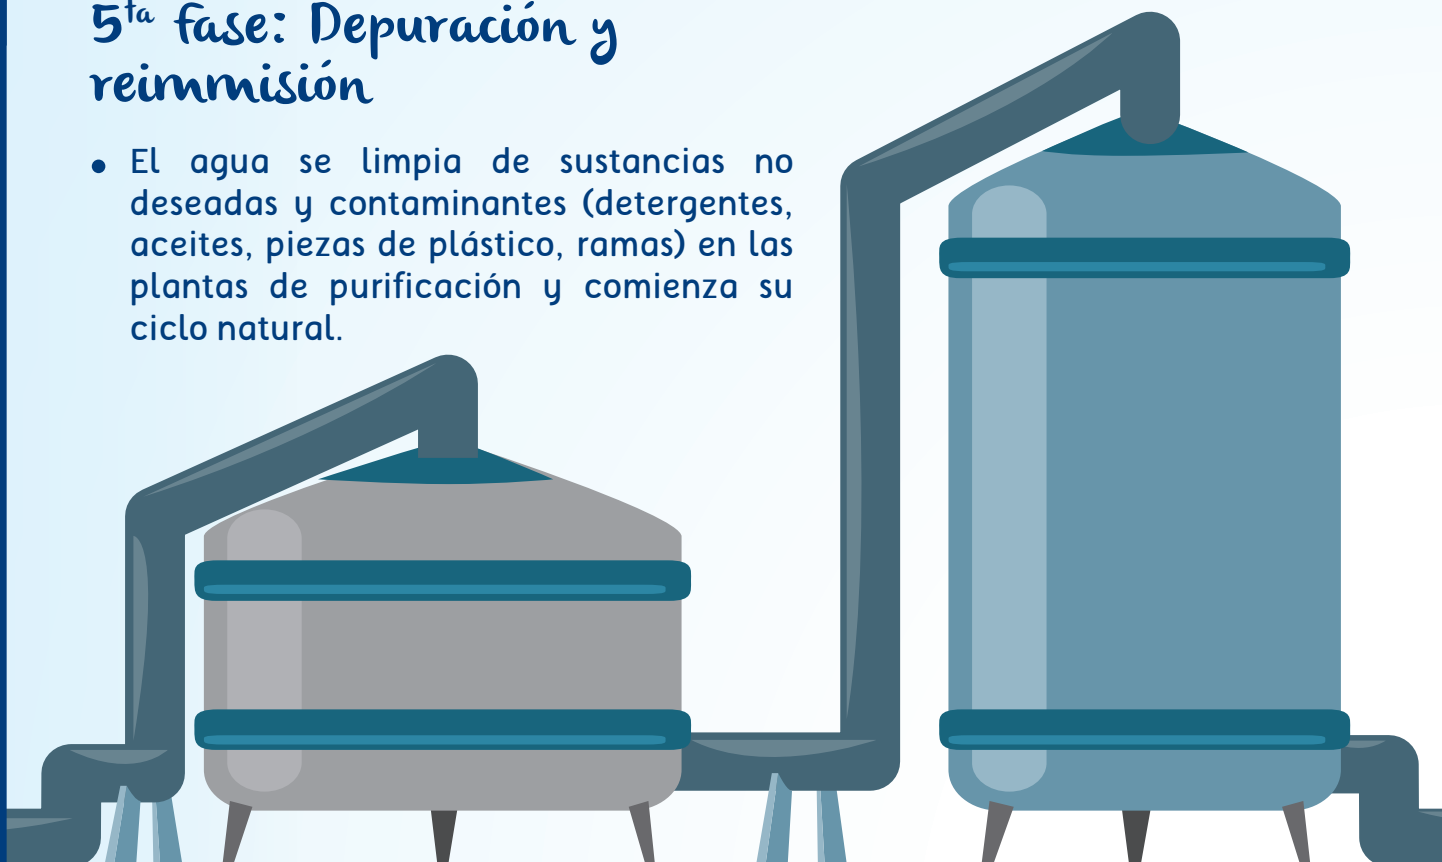 5ta fase: Depuración y
reimmisión
• El agua se limpia de sustancias no
deseadas y contaminantes (detergentes,
aceites, piezas de plástico, ramas) en las
plantas de purificación y comienza su
ciclo natural.